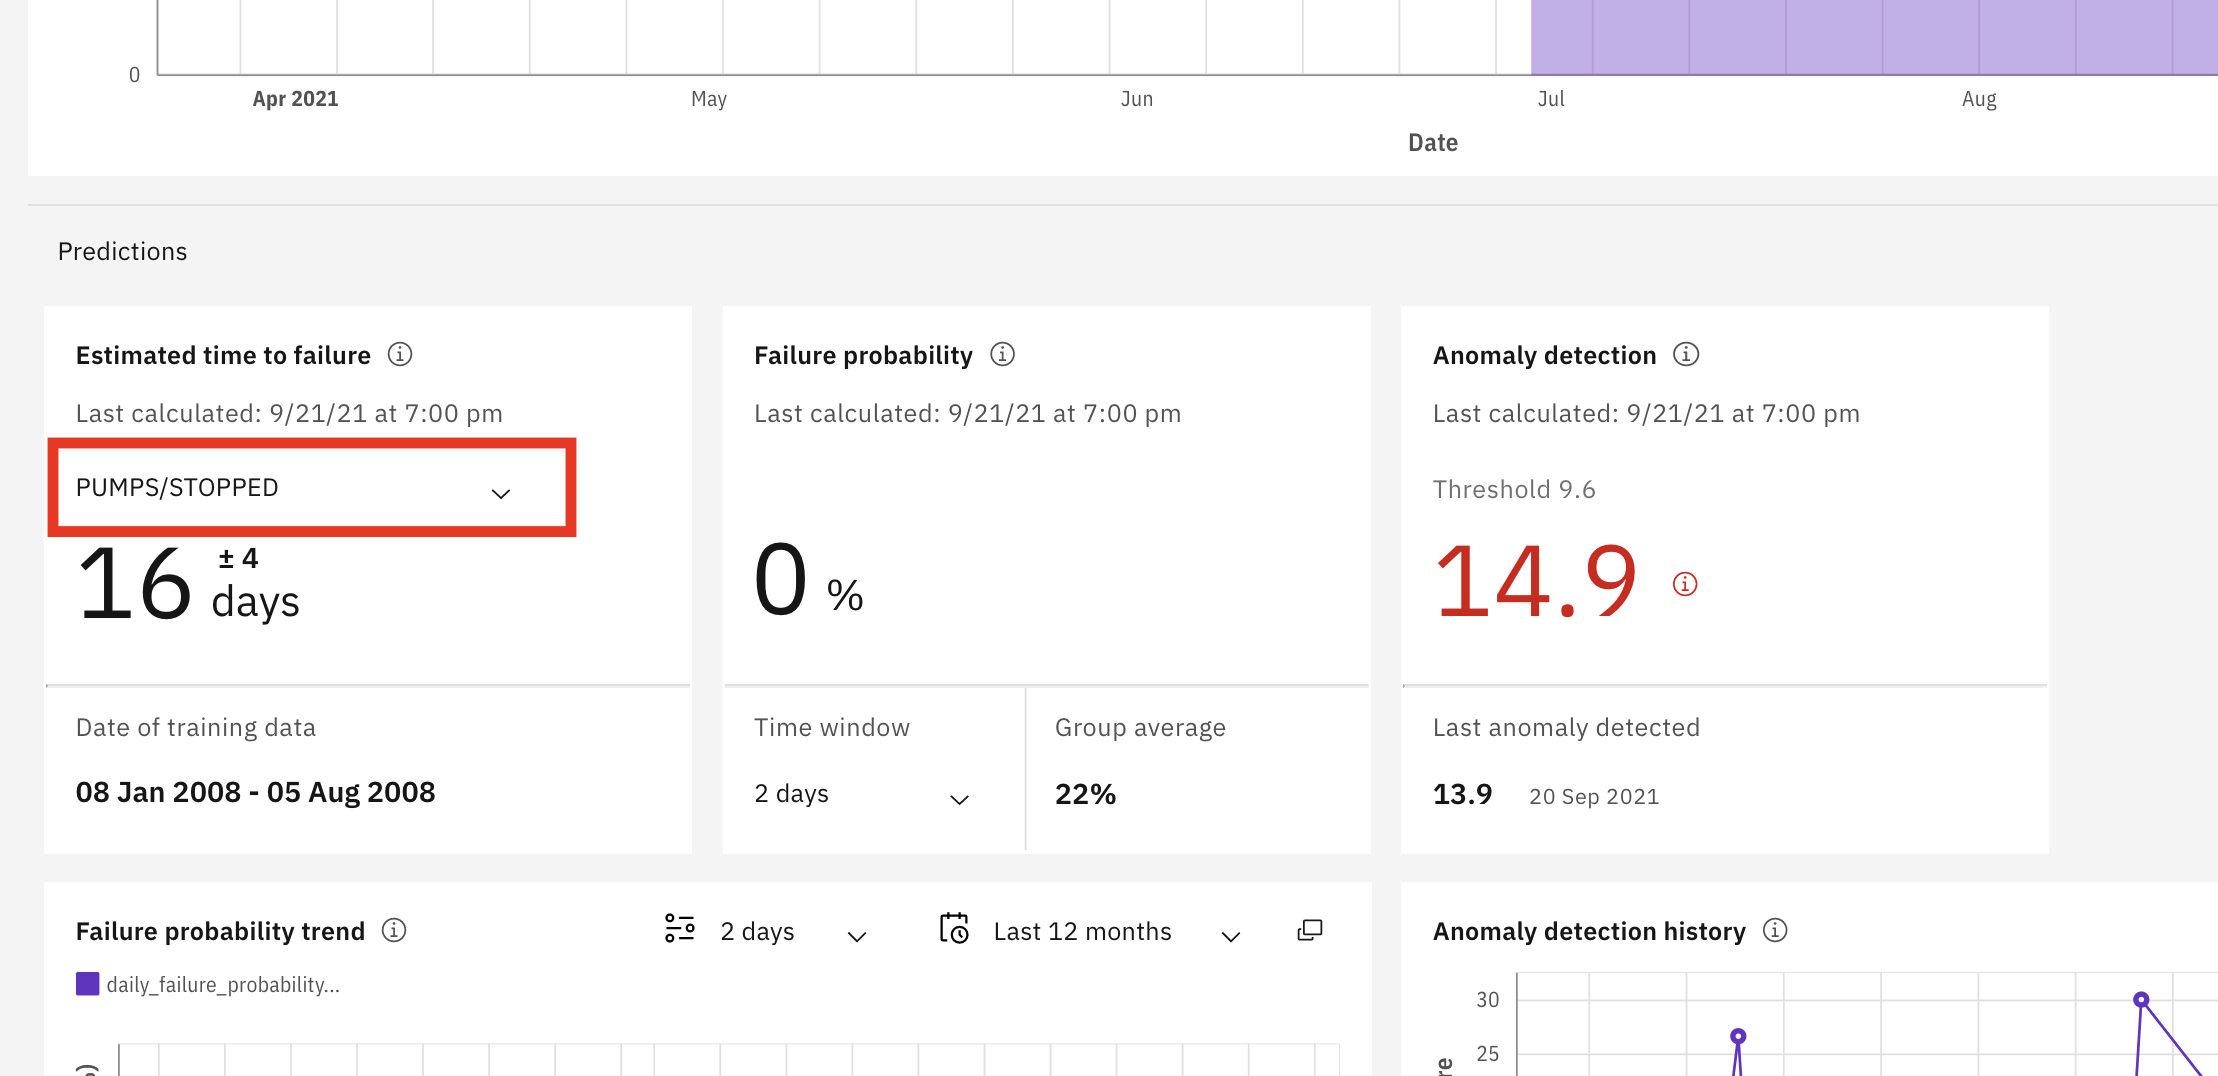 0
Apr 2021 May Jun Jul Aug
Date
Predictions
Estimated time to failure
Last calculated: 9/21/21 at 7:00 pm
PUMPS/STOPPED
16 ± 4 days
Date of training data
08 Jan 2008 - 05 Aug 2008
Failure probability
Last calculated: 9/21/21 at 7:00 pm
0 %
Time window
2 days
Group average
22%
Anomaly detection
Last calculated: 9/21/21 at 7:00 pm
Threshold 9.6
14.9
Last anomaly detected
13.9 20 Sep 2021
Failure probability trend 2 days Last 12 months
daily_failure_probability...
Anomaly detection history
30
25